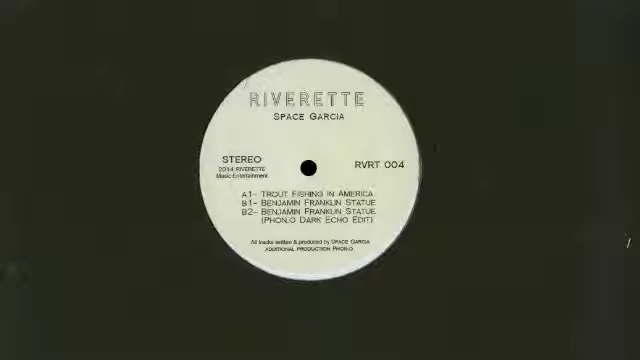 RIVERETTE
SPACE GARCIA
STEREO
2014 RIVERETTE
Music Entertainment
RVRT 004
A1- TROUT FISHING IN AMERICA
B1- BENJAMIN FRANKLIN STATUE
B2- BENJAMIN FRANKLIN STATUE
(PHON.O DARK ECHO EDIT)
All tracks written & produced by SPACE GARCIA
ADDITIONAL PRODUCTION PHON.O